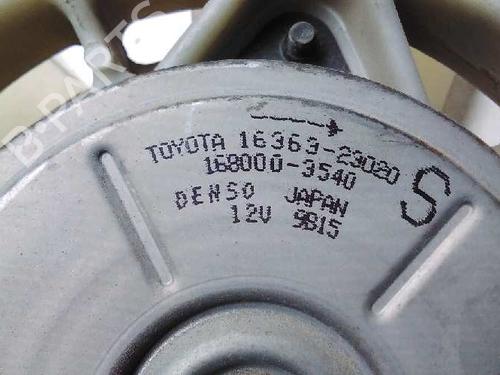 TOYOTA 16363-23020
168000-3540
DENSO JAPAN
12V 9B15
S
B-PARTS